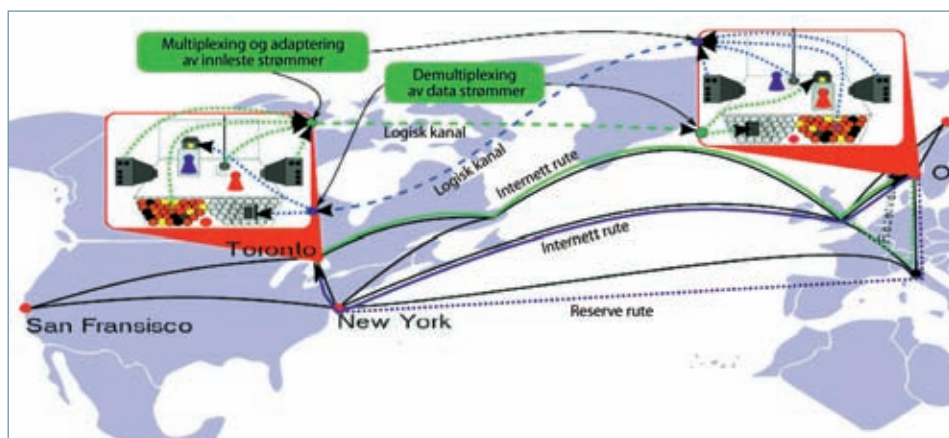 Multiplexing og adaptering
av innleste strømmer
Demultiplexing
av data strømmer
Logisk kanal
Logisk kanal
Internett rute
Internett rute
Toronto
San Fransisco
New York
Reserve rute
O